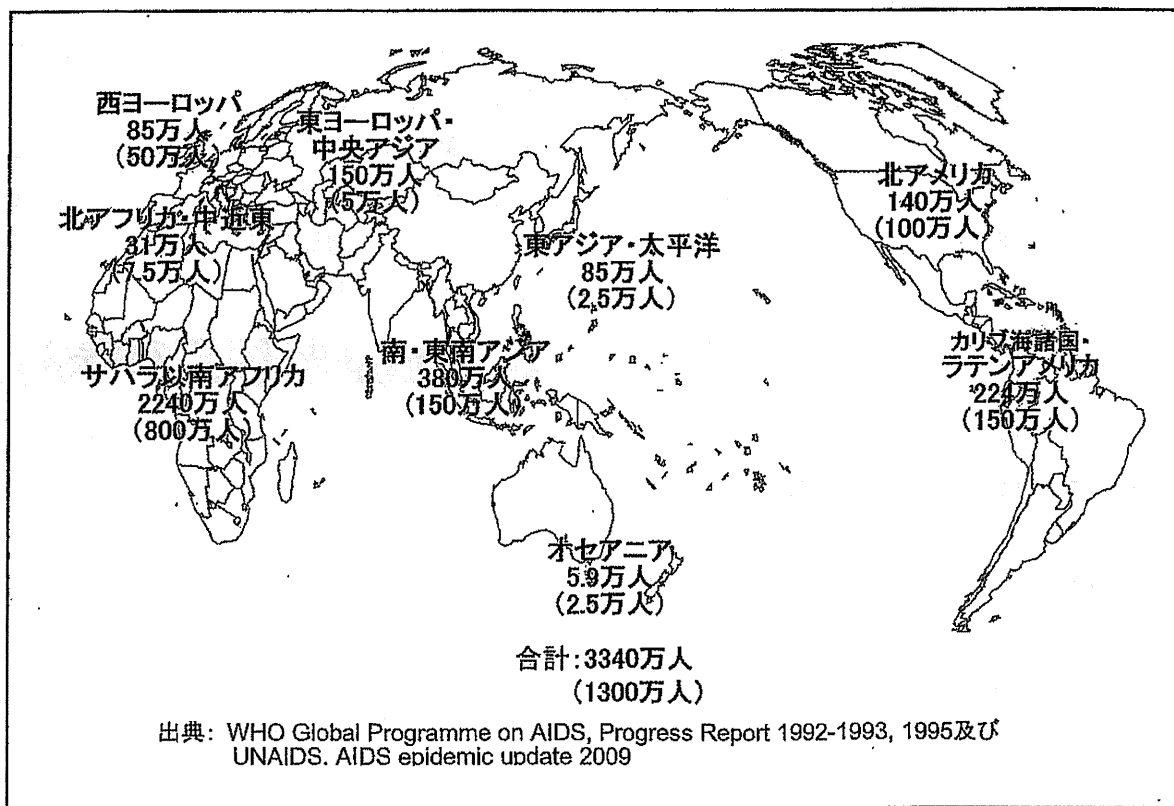 西ヨーロッパ
85万人
(50万人)
東ヨーロッパ・
中央アジア
150万人
(5万人)
北アメリカ
140万人
(100万人)
北アフリカ・中近東
31万人
(7.5万人)
東アジア・太平洋
85万人
(2.5万人)
南・東南アジア
380万人
(150万人)
カリブ海諸国・
ラテンアメリカ
224万人
(150万人)
サハラ以南アフリカ
2240万人
(800万人)
オセアニア
5.9万人
(2.5万人)
合計:3340万人
(1300万人)
出典: WHO Global Programme on AIDS, Progress Report 1992-1993, 1995及び
UNAIDS. AIDS epidemic update 2009